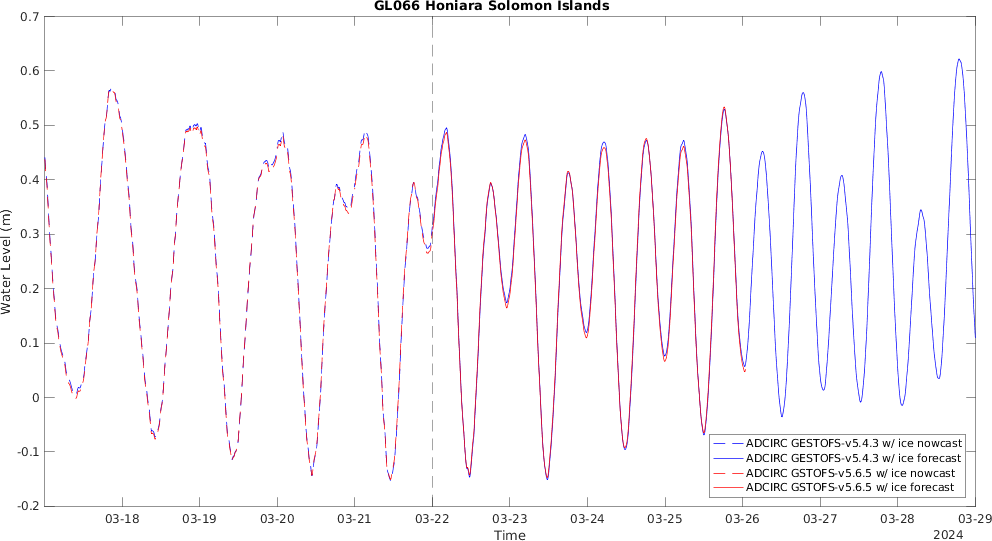 GL066 Honiara Solomon Islands
Water Level (m)
0.7
0.6
0.5
0.4
0.3
0.2
0.1
0
-0.1
-0.2
ADCIRC GESTOFS-v5.4.3 w/ ice nowcast
ADCIRC GESTOFS-v5.4.3 w/ ice forecast
ADCIRC GSTOFS-v5.6.5 w/ ice nowcast
ADCIRC GSTOFS-v5.6.5 w/ ice forecast
03-18 03-19 03-20 03-21 03-22 03-23 03-24 03-25 03-26 03-27 03-28 03-29
Time
2024